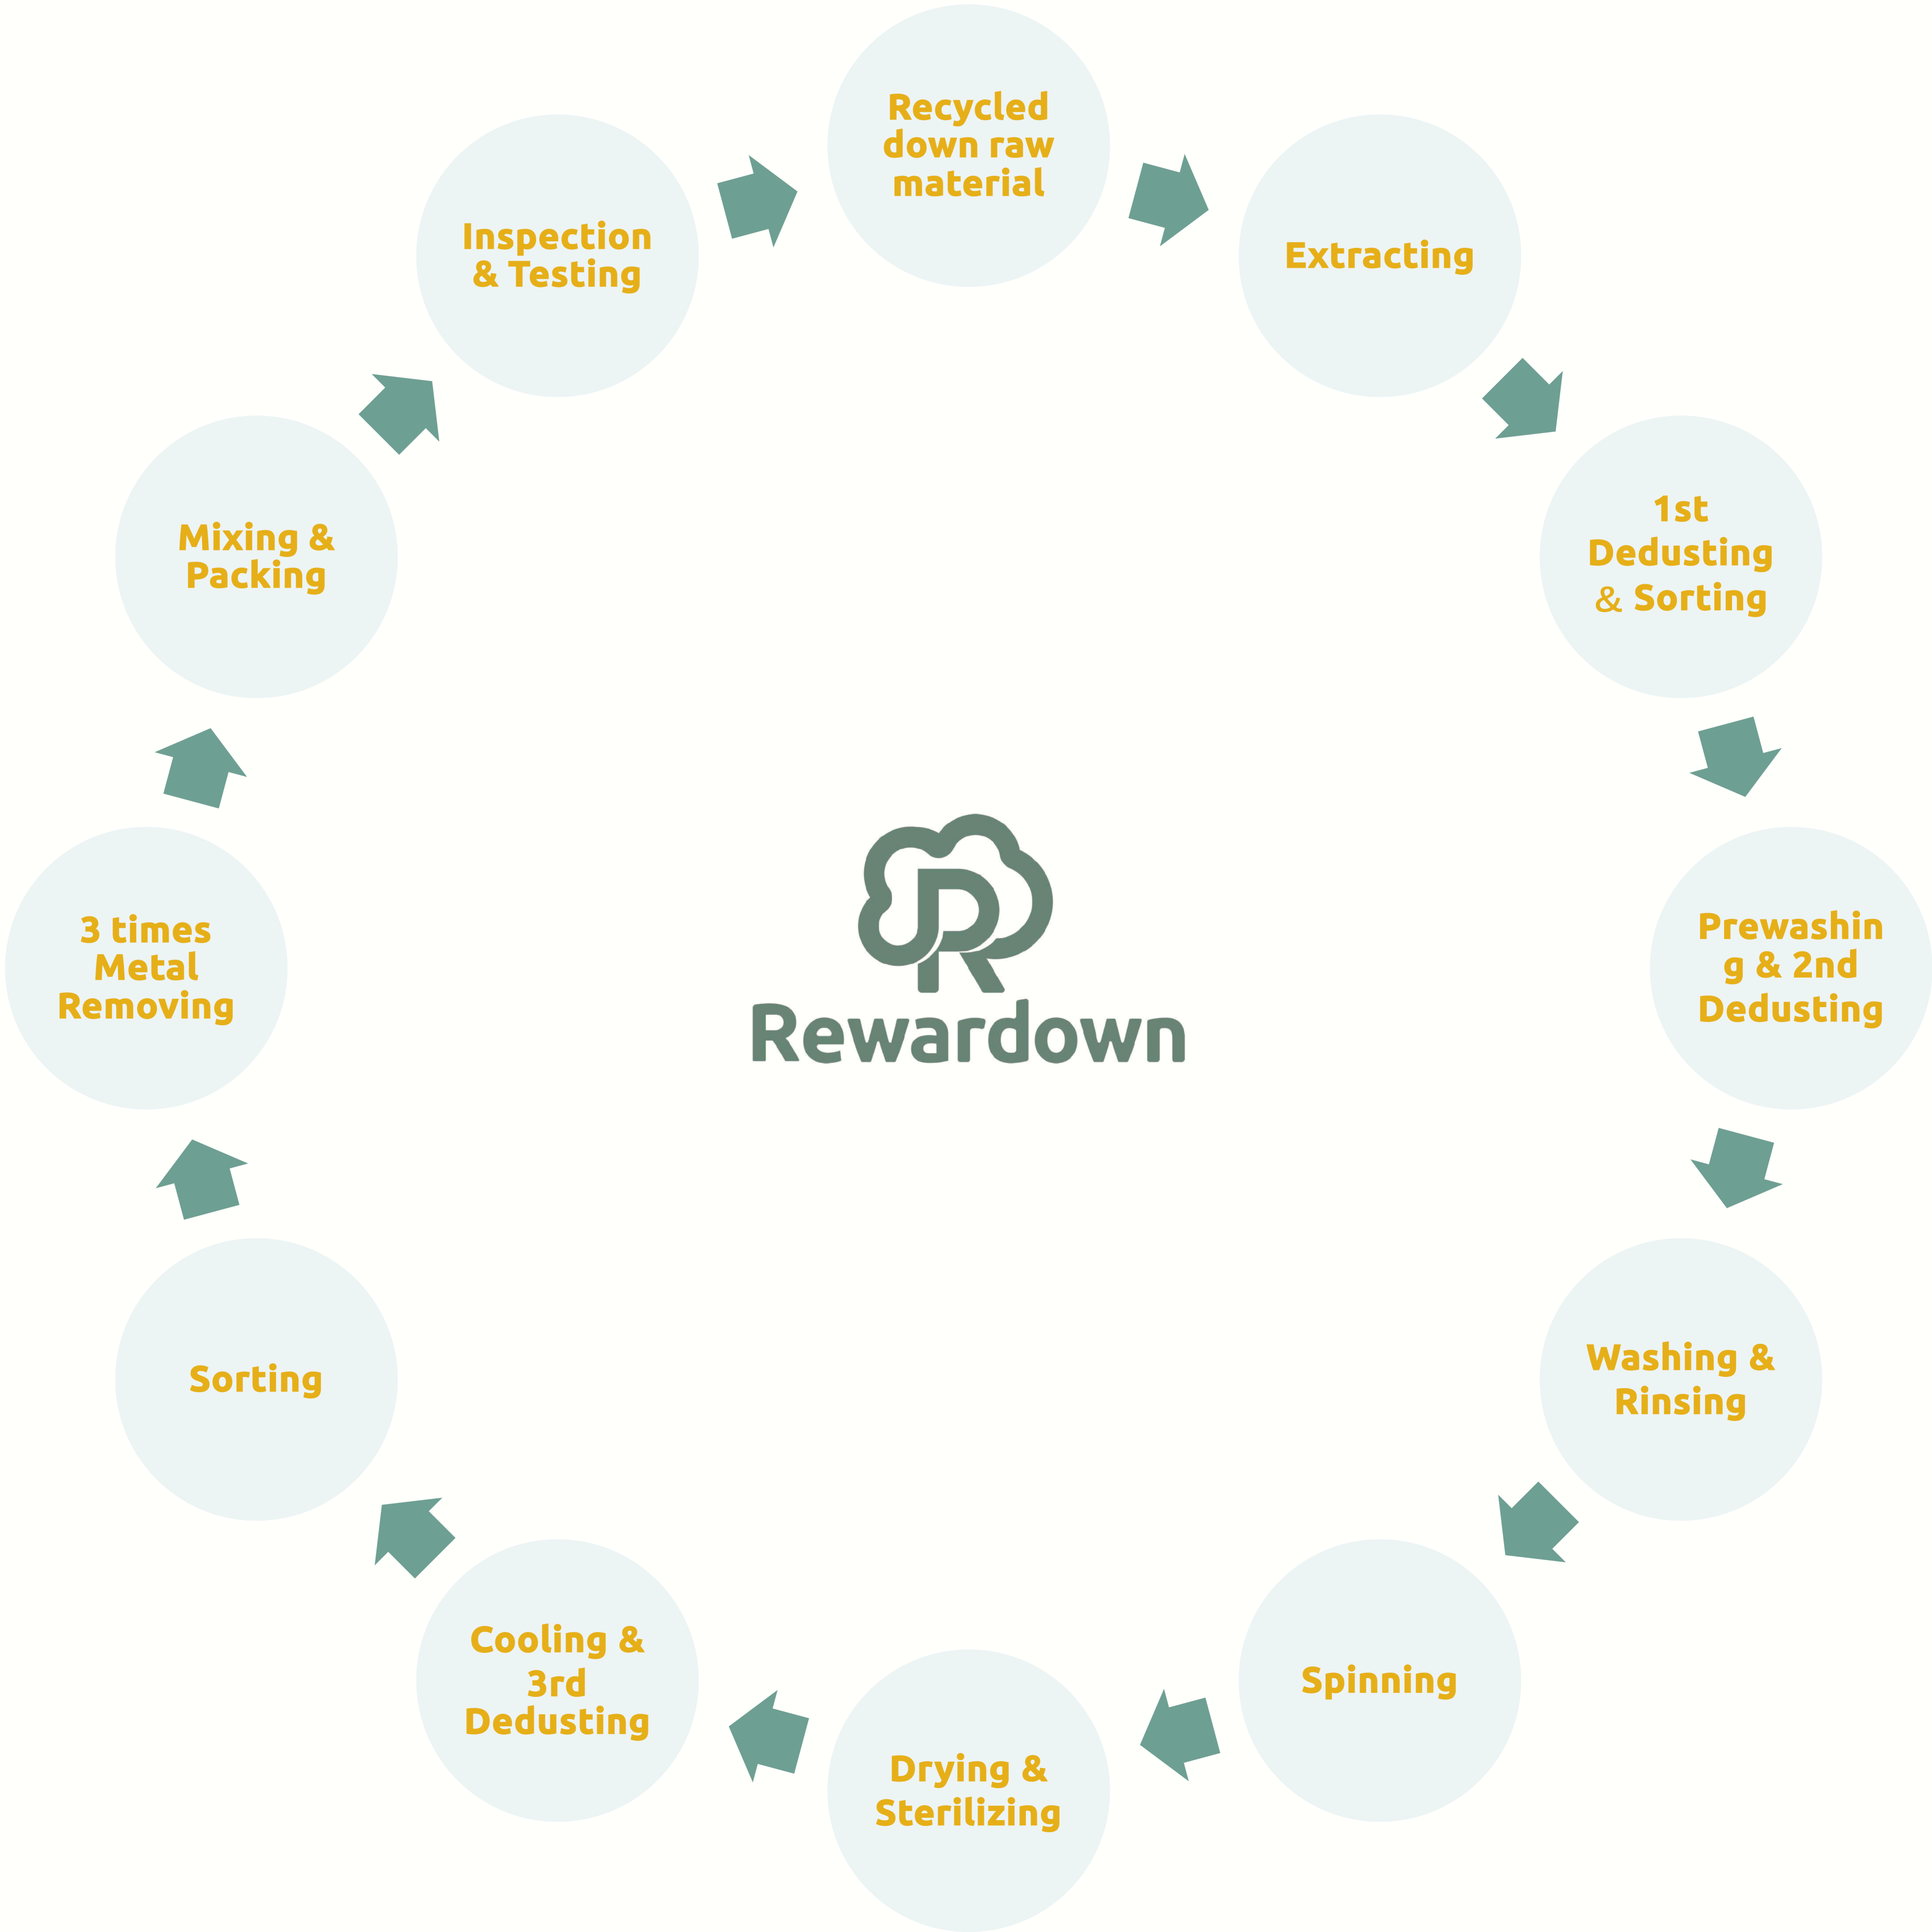 Recycled
down raw
material
Extracting
1st
Dedusting
& Sorting
Prewashin
g & 2nd
Dedusting
Washing &
Rinsing
Spinning
Drying &
Sterilizing
Cooling &
3rd
Dedusting
Sorting
3 times
Metal
Removing
Mixing &
Packing
Inspection
& Testing
R
Rewardown